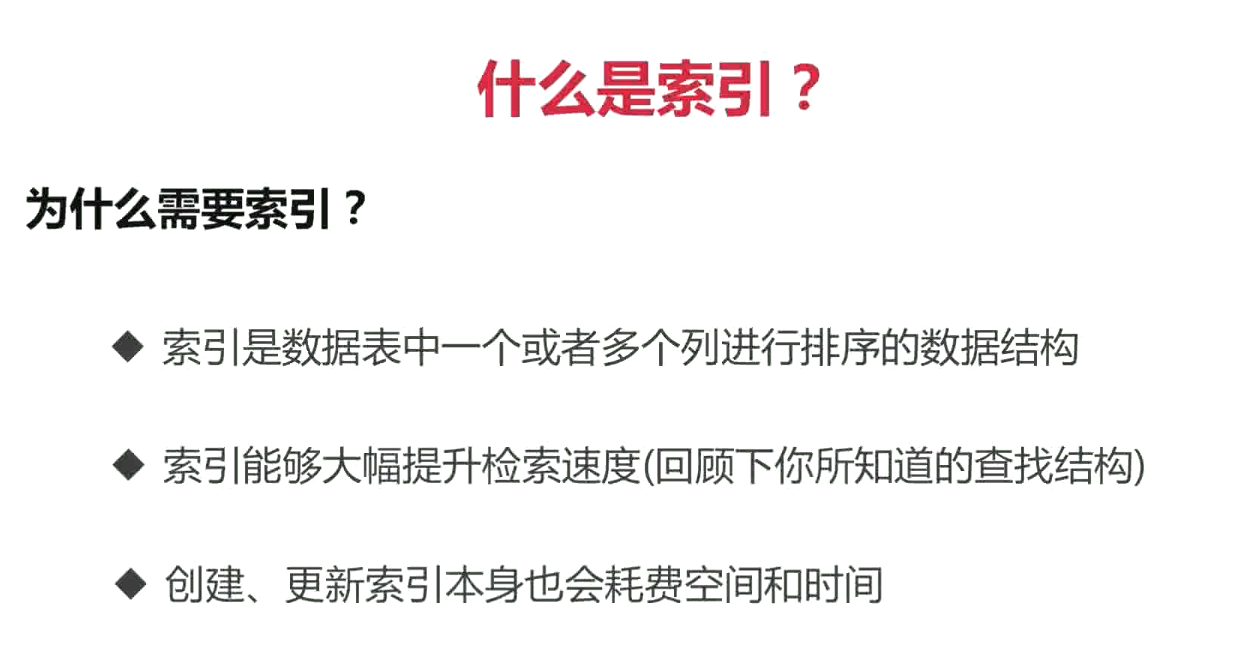 什么是索引？
为什么需要索引？
◆ 索引是数据表中一个或者多个列进行排序的数据结构
◆ 索引能够大幅提升检索速度(回顾下你所知道的查找结构)
◆ 创建、更新索引本身也会耗费空间和时间